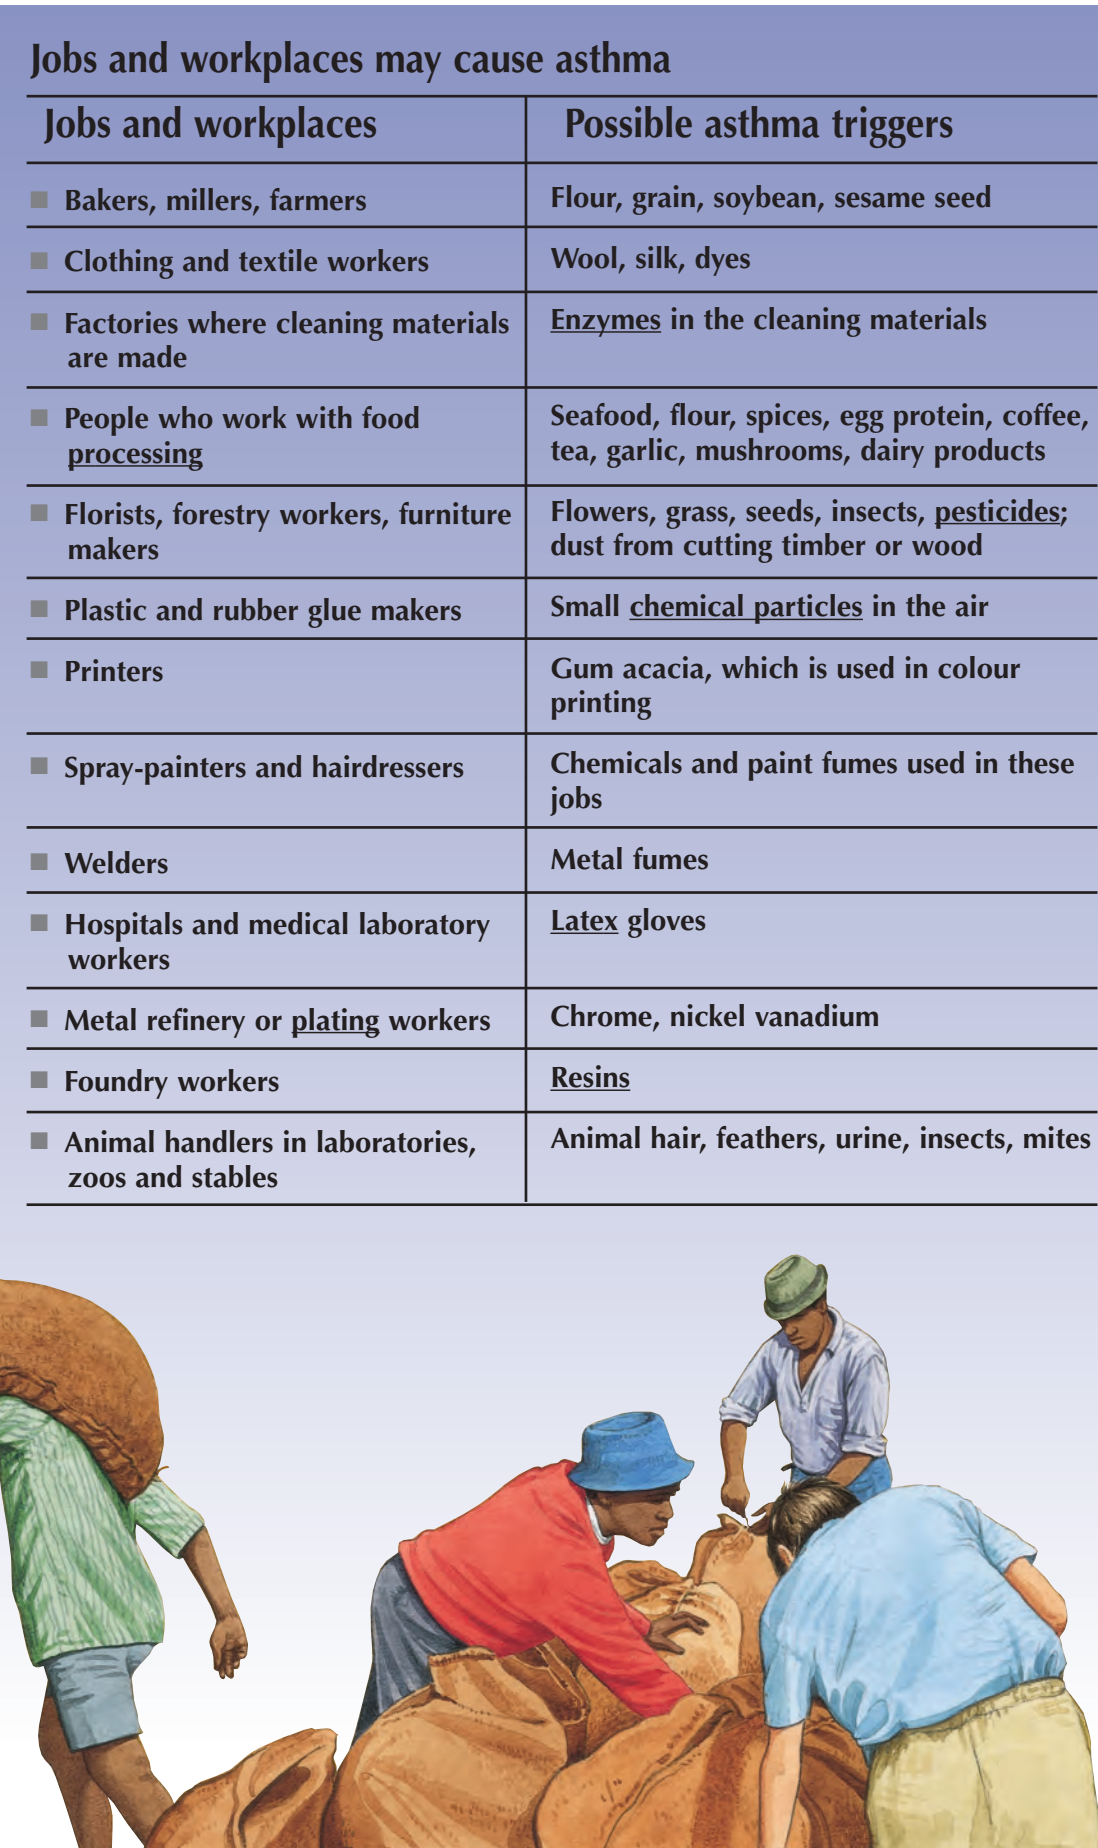 Jobs and workplaces may cause asthma
Jobs and workplaces
Possible asthma triggers
Bakers, millers, farmers
Flour, grain, soybean, sesame seed
Clothing and textile workers
Wool, silk, dyes
Factories where cleaning materials
are made
Enzymes in the cleaning materials
People who work with food
processing
Seafood, flour, spices, egg protein, coffee,
tea, garlic, mushrooms, dairy products
Florists, forestry workers, furniture
makers
Flowers, grass, seeds, insects, pesticides;
dust from cutting timber or wood
Plastic and rubber glue makers
Small chemical particles in the air
Printers
Gum acacia, which is used in colour
printing
Spray-painters and hairdressers
Chemicals and paint fumes used in these
jobs
Welders
Metal fumes
Hospitals and medical laboratory
workers
Latex gloves
Metal refinery or plating workers
Chrome, nickel vanadium
Foundry workers
Resins
Animal handlers in laboratories,
zoos and stables
Animal hair, feathers, urine, insects, mites